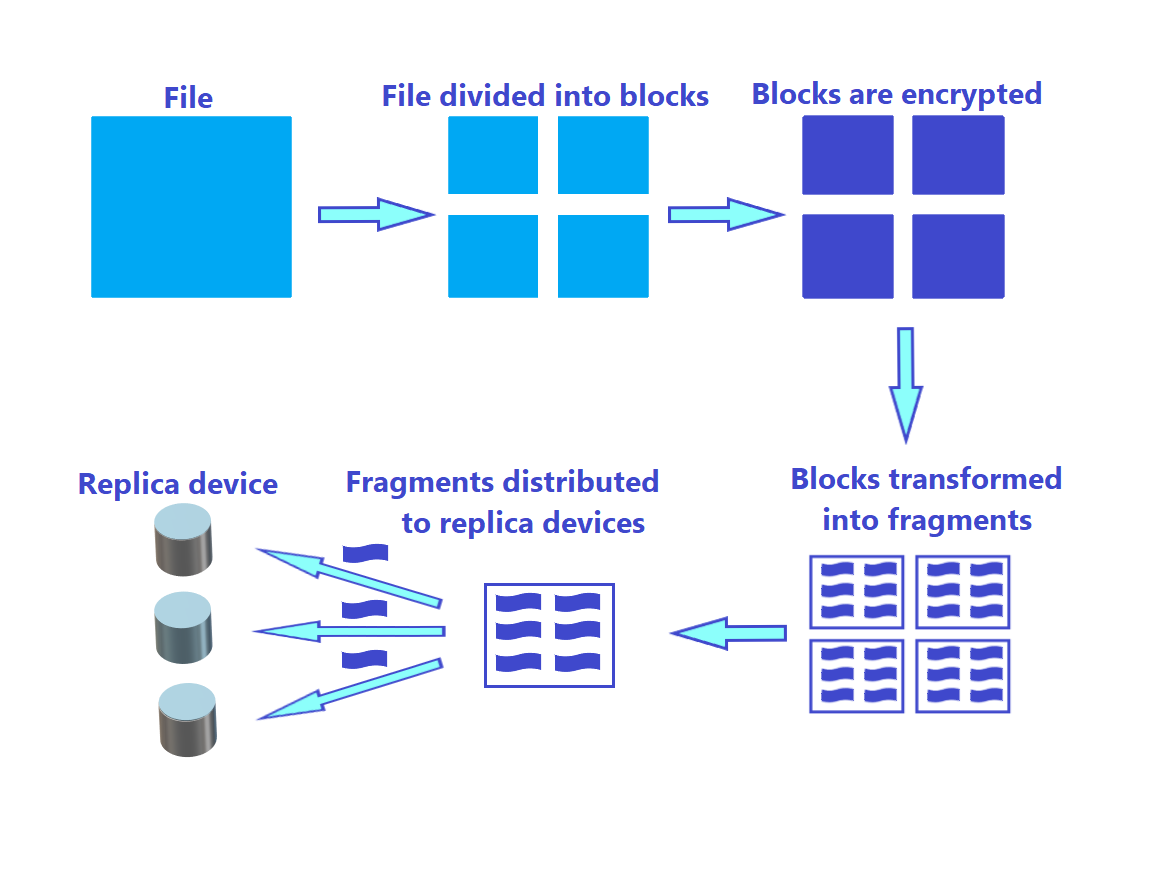 File
File divided into blocks
Blocks are encrypted
Replica device
Fragments distributed
to replica devices
Blocks transformed
into fragments